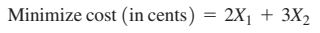 Minimize cost (in cents) = 2X₁ + 3X₂